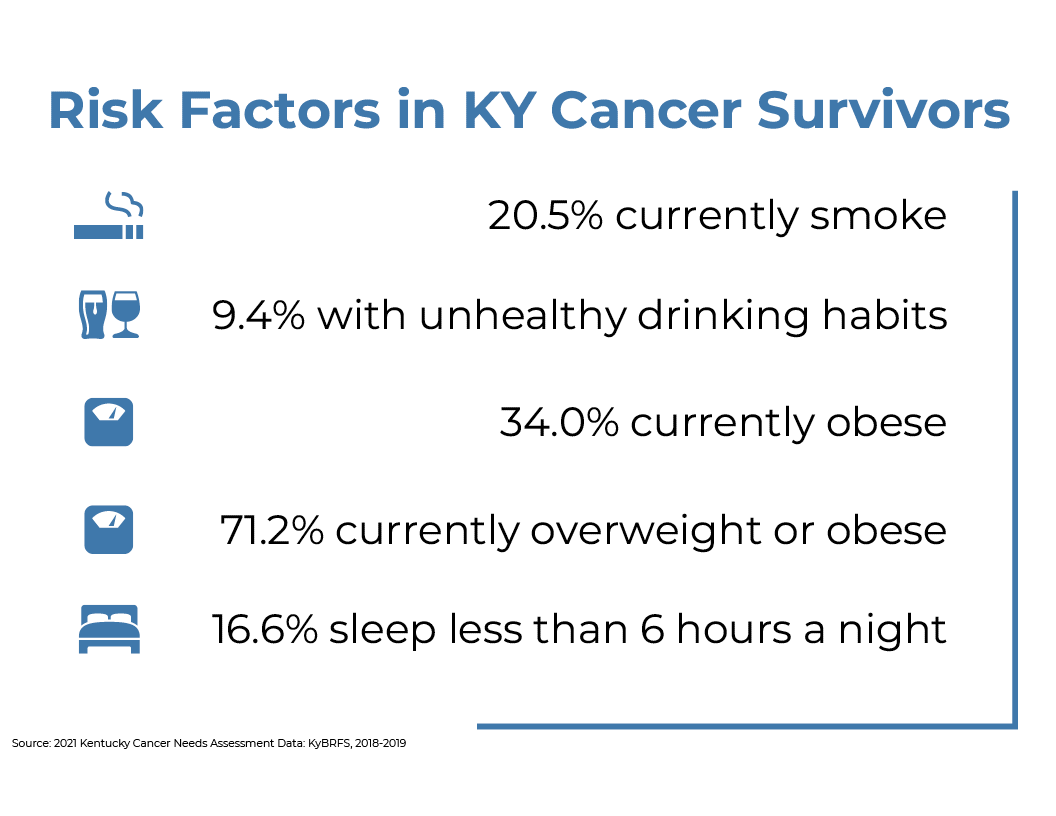 Risk Factors in KY Cancer Survivors
20.5% currently smoke
9.4% with unhealthy drinking habits
34.0% currently obese
71.2% currently overweight or obese
16.6% sleep less than 6 hours a night
Source: 2021 Kentucky Cancer Needs Assessment Data: KyBRFS, 2018-2019